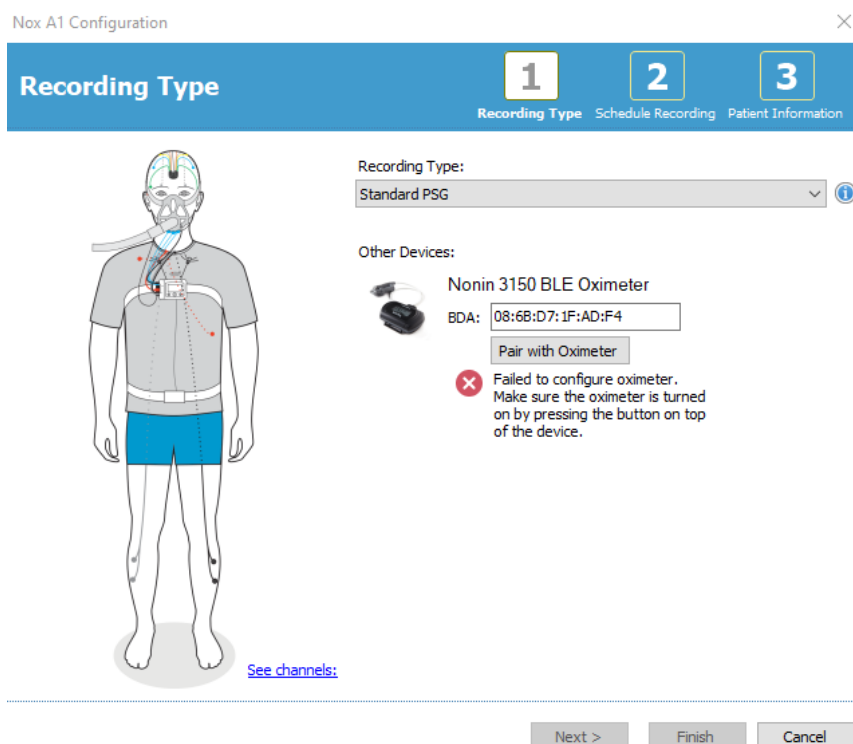 Nox A1 Configuration
Recording Type
1
2
3
Recording Type
Schedule Recording
Patient Information
Recording Type:
Standard PSG
Other Devices:
Nonin 3150 BLE Oximeter
BDA: 08:6B:D7:1F:AD:F4
Pair with Oximeter
Failed to configure oximeter.
Make sure the oximeter is turned
on by pressing the button on top
of the device.
See channels:
Next >
Finish
Cancel